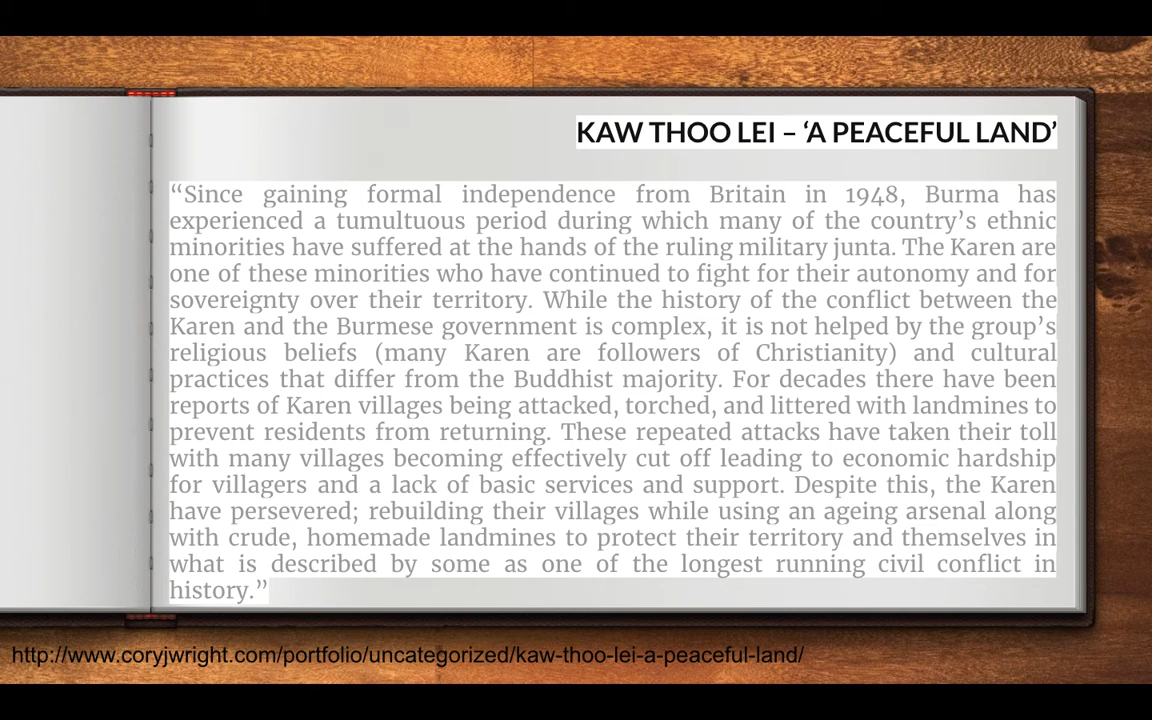 KAW THOO LEI – ‘A PEACEFUL LAND’
“Since gaining formal independence from Britain in 1948, Burma has
experienced a tumultuous period during which many of the country’s ethnic
minorities have suffered at the hands of the ruling military junta. The Karen are
one of these minorities who have continued to fight for their autonomy and for
sovereignty over their territory. While the history of the conflict between the
Karen and the Burmese government is complex, it is not helped by the group’s
religious beliefs (many Karen are followers of Christianity) and cultural
practices that differ from the Buddhist majority. For decades there have been
reports of Karen villages being attacked, torched, and littered with landmines to
prevent residents from returning. These repeated attacks have taken their toll
with many villages becoming effectively cut off leading to economic hardship
for villagers and a lack of basic services and support. Despite this, the Karen
have persevered; rebuilding their villages while using an ageing arsenal along
with crude, homemade landmines to protect their territory and themselves in
what is described by some as one of the longest running civil conflict in
history.”
http://www.coryjwright.com/portfolio/uncategorized/kaw-thoo-lei-a-peaceful-land/